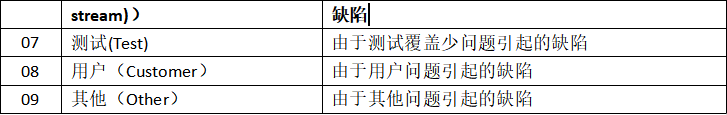 stream)） 缺陷
07 测试(Test) 由于测试覆盖少问题引起的缺陷
08 用户（Customer） 由于用户问题引起的缺陷
09 其他（Other） 由于其他问题引起的缺陷